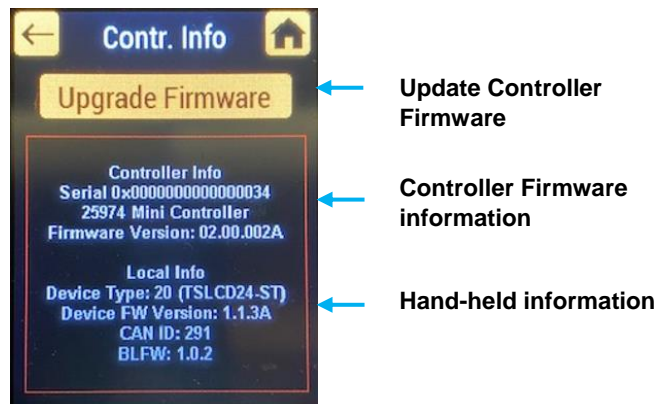 Contr. Info
Upgrade Firmware
Update Controller
Firmware
Controller Info
Serial 0x0000000000000034
25974 Mini Controller
Firmware Version: 02.00.002A
Controller Firmware
information
Local Info
Device Type: 20 (TSLCD24-ST)
Device FW Version: 1.1.3A
CAN ID: 291
BLFW: 1.0.2
Hand-held information